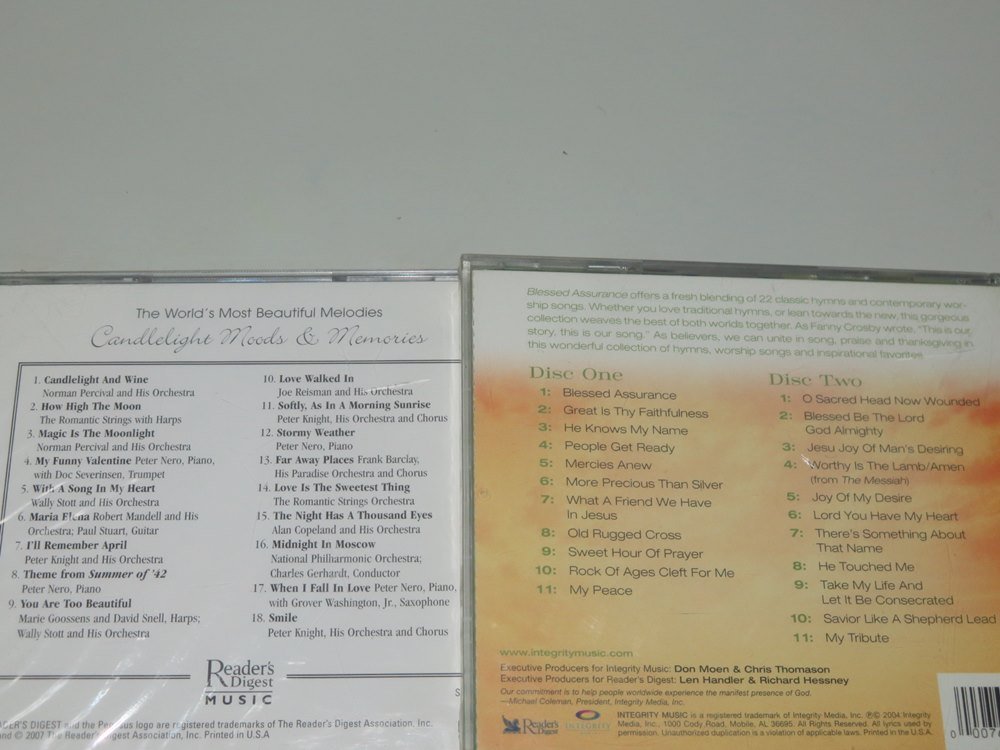 The World's Most Beautiful Melodies
Candlelight Moods & Memories
1. Candlelight And Wine
Norman Percival and His Orchestra
2. How High The Moon
The Romantic Strings with Harps
3. Magic Is The Moonlight
Norman Percival and His Orchestra
4. My Funny Valentine Peter Nero, Piano,
with Doc Severinsen, Trumpet
5. With A Song In My Heart
Wally Stott and His Orchestra
6. Maria Elena Robert Mandell and His
Orchestra; Paul Stuart, Guitar
7. I'll Remember April
Peter Knight and His Orchestra
8. Theme from Summer of '42
Peter Nero, Piano
9. You Are Too Beautiful
Marie Goossens and David Snell, Harps;
Wally Stott and His Orchestra
10. Love Walked In
Joe Reisman and His Orchestra
11. Softly, As In A Morning Sunrise
Peter Knight, His Orchestra and Chorus
12. Stormy Weather
Peter Nero, Piano
13. Far Away Places Frank Barclay,
His Paradise Orchestra and Chorus
14. Love Is The Sweetest Thing
The Romantic Strings Orchestra
15. The Night Has A Thousand Eyes
Alan Copeland and His Orchestra
16. Midnight In Moscow
National Philharmonic Orchestra;
Charles Gerhardt, Conductor
17. When I Fall In Love Peter Nero, Piano,
with Grover Washington, Jr., Saxophone
18. Smile
Peter Knight, His Orchestra and Chorus
Reader's
Digest
MUSIC
S
ADER'S DIGEST and the Pegasus logo are registered trademarks of The Reader's Digest Association, Inc.
and © 2007 The Reader's Digest Association, Inc. Printed in U.S.A
Blessed Assurance offers a fresh blending of 22 classic hymns and contemporary wor-
ship songs. Whether you love traditional hymns, or lean towards the new, this gorgeous
collection weaves the best of both worlds together. As Fanny Crosby wrote, "This is our
story, this is our song." As believers, we can unite in song, praise and thanksgiving in
this wonderful collection of hymns, worship songs and inspirational favorites.
Disc One
1: Blessed Assurance
2: Great Is Thy Faithfulness
3: He Knows My Name
4: People Get Ready
5: Mercies Anew
6: More Precious Than Silver
7: What A Friend We Have
In Jesus
8: Old Rugged Cross
9: Sweet Hour Of Prayer
10: Rock Of Ages Cleft For Me
11: My Peace
Disc Two
1: O Sacred Head Now Wounded
2: Blessed Be The Lord
God Almighty
3: Jesu Joy Of Man's Desiring
4: Worthy Is The Lamb/Amen
(from The Messiah)
5: Joy Of My Desire
6: Lord You Have My Heart
7: There's Something About
That Name
8: He Touched Me
9: Take My Life And
Let It Be Consecrated
10: Savior Like A Shepherd Lead
11: My Tribute
www.integritymusic.com
Executive Producers for Integrity Music: Don Moen & Chris Thomason
Executive Producers for Reader's Digest: Len Handler & Richard Hessney
Our commitment is to help people worldwide experience the manifest presence of God.
—Michael Coleman, President, Integrity Media, Inc.
Reader's
Digest
INTEGRITY
INTEGRITY MUSIC is a registered trademark of Integrity Media, Inc. ℗© 2004 Integrity
Media, Inc., 1000 Cody Road, Mobile, AL 36695. All rights reserved. All lyrics used by
permission. Unauthorized duplication is a violation of applicable laws. Printed in the U.S.A.
0 007